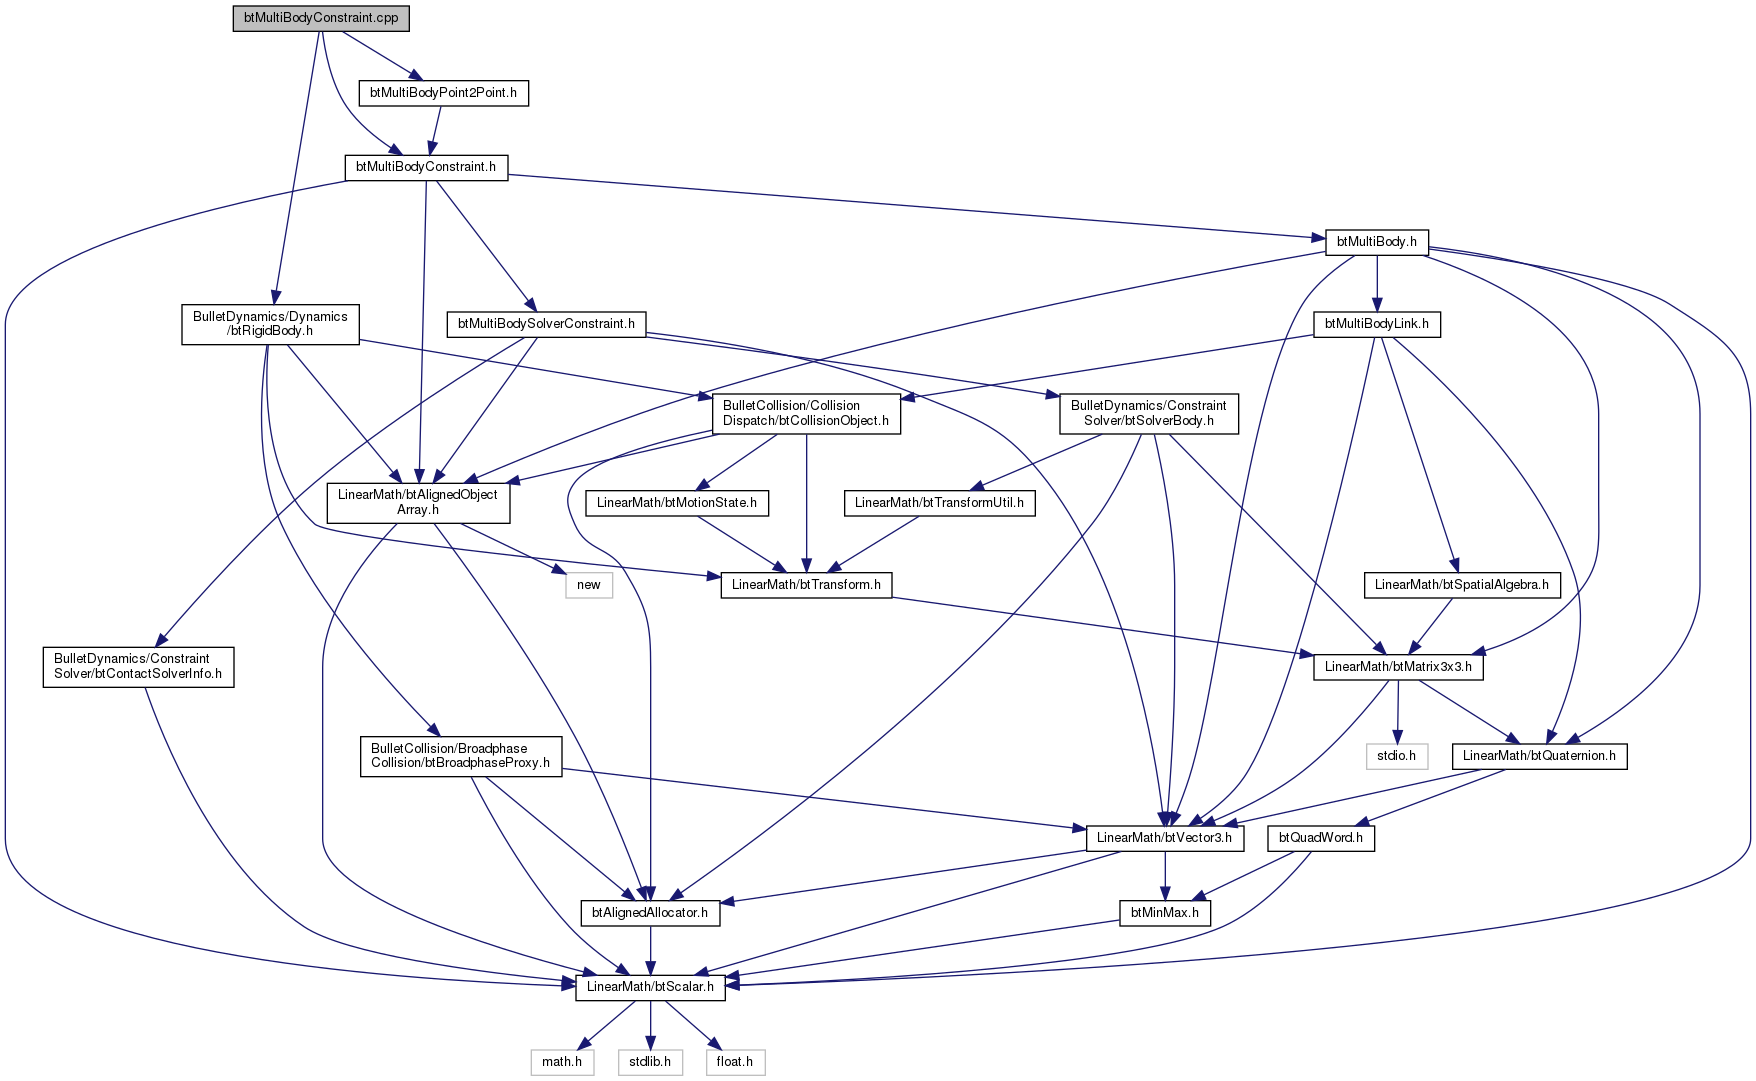 btMultiBodyConstraint.cpp
btMultiBodyPoint2Point.h
btMultiBodyConstraint.h
btMultiBody.h
BulletDynamics/Dynamics
/btRigidBody.h
btMultiBodySolverConstraint.h
btMultiBodyLink.h
BulletCollision/Collision
Dispatch/btCollisionObject.h
BulletDynamics/Constraint
Solver/btSolverBody.h
LinearMath/btAlignedObject
Array.h
LinearMath/btMotionState.h
LinearMath/btTransformUtil.h
new
LinearMath/btTransform.h
LinearMath/btSpatialAlgebra.h
BulletDynamics/Constraint
Solver/btContactSolverInfo.h
LinearMath/btMatrix3x3.h
BulletCollision/Broadphase
Collision/btBroadphaseProxy.h
stdio.h
LinearMath/btQuaternion.h
LinearMath/btVector3.h
btQuadWord.h
btAlignedAllocator.h
btMinMax.h
LinearMath/btScalar.h
math.h
stdlib.h
float.h